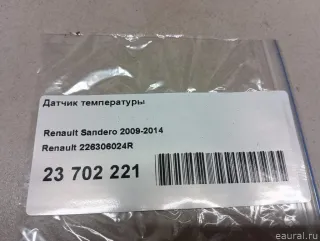 Датчик температуры
Renault Sandero 2009-2014
Renault 226306024R
23 702 221
eaural.ru